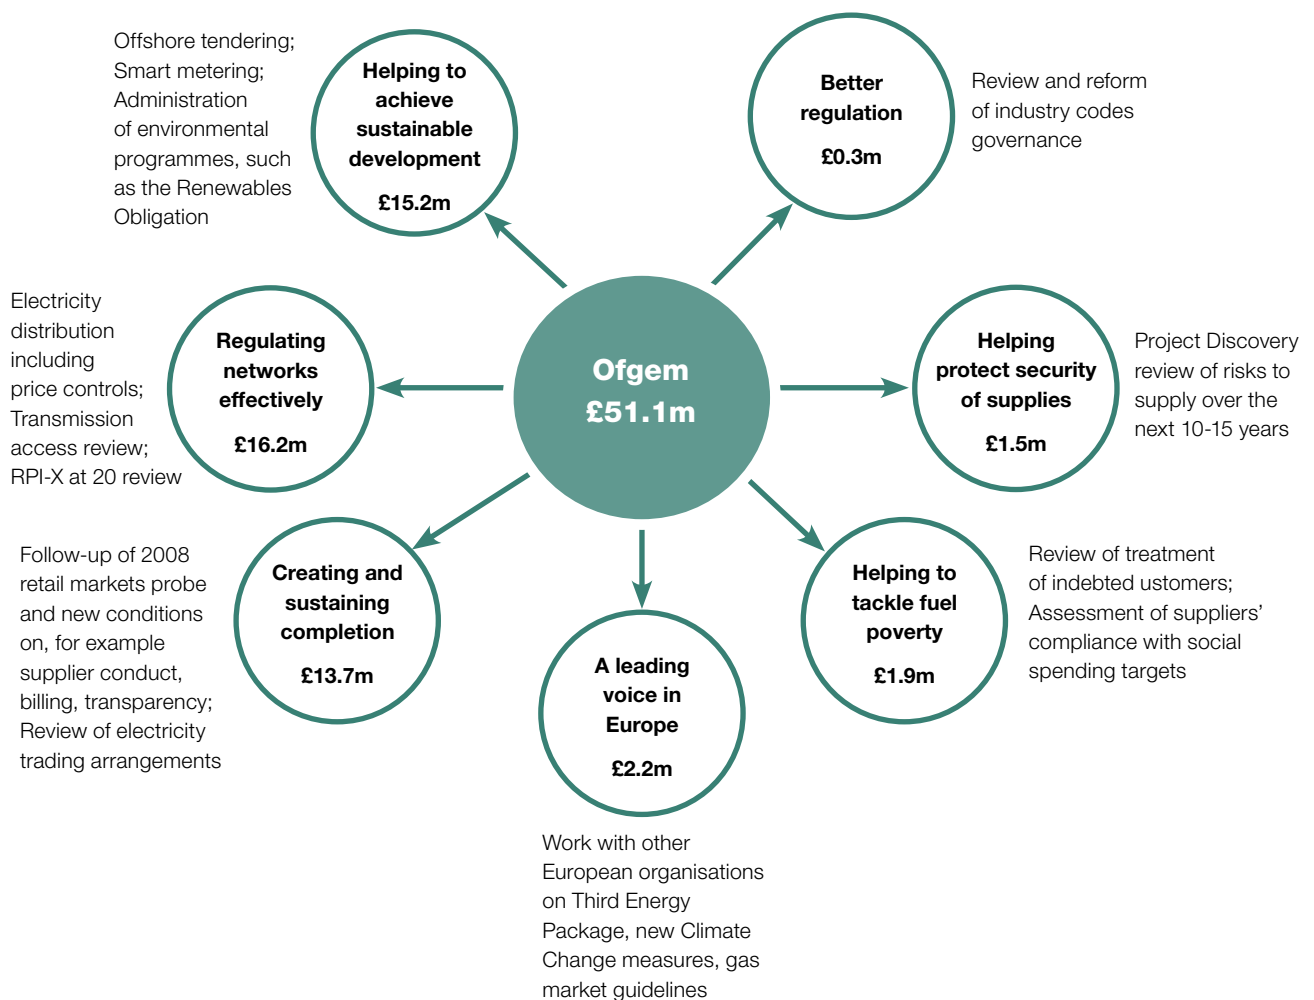 Offshore tendering;
Smart metering;
Administration
of environmental
programmes, such
as the Renewables
Obligation
Helping to
achieve
sustainable
development
£15.2m
Better
regulation
£0.3m
Review and reform
of industry codes
governance
Electricity
distribution
including
price controls;
Transmission
access review;
RPI-X at 20 review
Regulating
networks
effectively
£16.2m
Ofgem
£51.1m
Helping
protect security
of supplies
£1.5m
Project Discovery
review of risks to
supply over the
next 10-15 years
Follow-up of 2008
retail markets probe
and new conditions
on, for example
supplier conduct,
billing, transparency;
Review of electricity
trading arrangements
Creating and
sustaining
completion
£13.7m
A leading
voice in
Europe
£2.2m
Work with other
European organisations
on Third Energy
Package, new Climate
Change measures, gas
market guidelines
Helping to
tackle fuel
poverty
£1.9m
Review of treatment
of indebted ustomers;
Assessment of suppliers'
compliance with social
spending targets